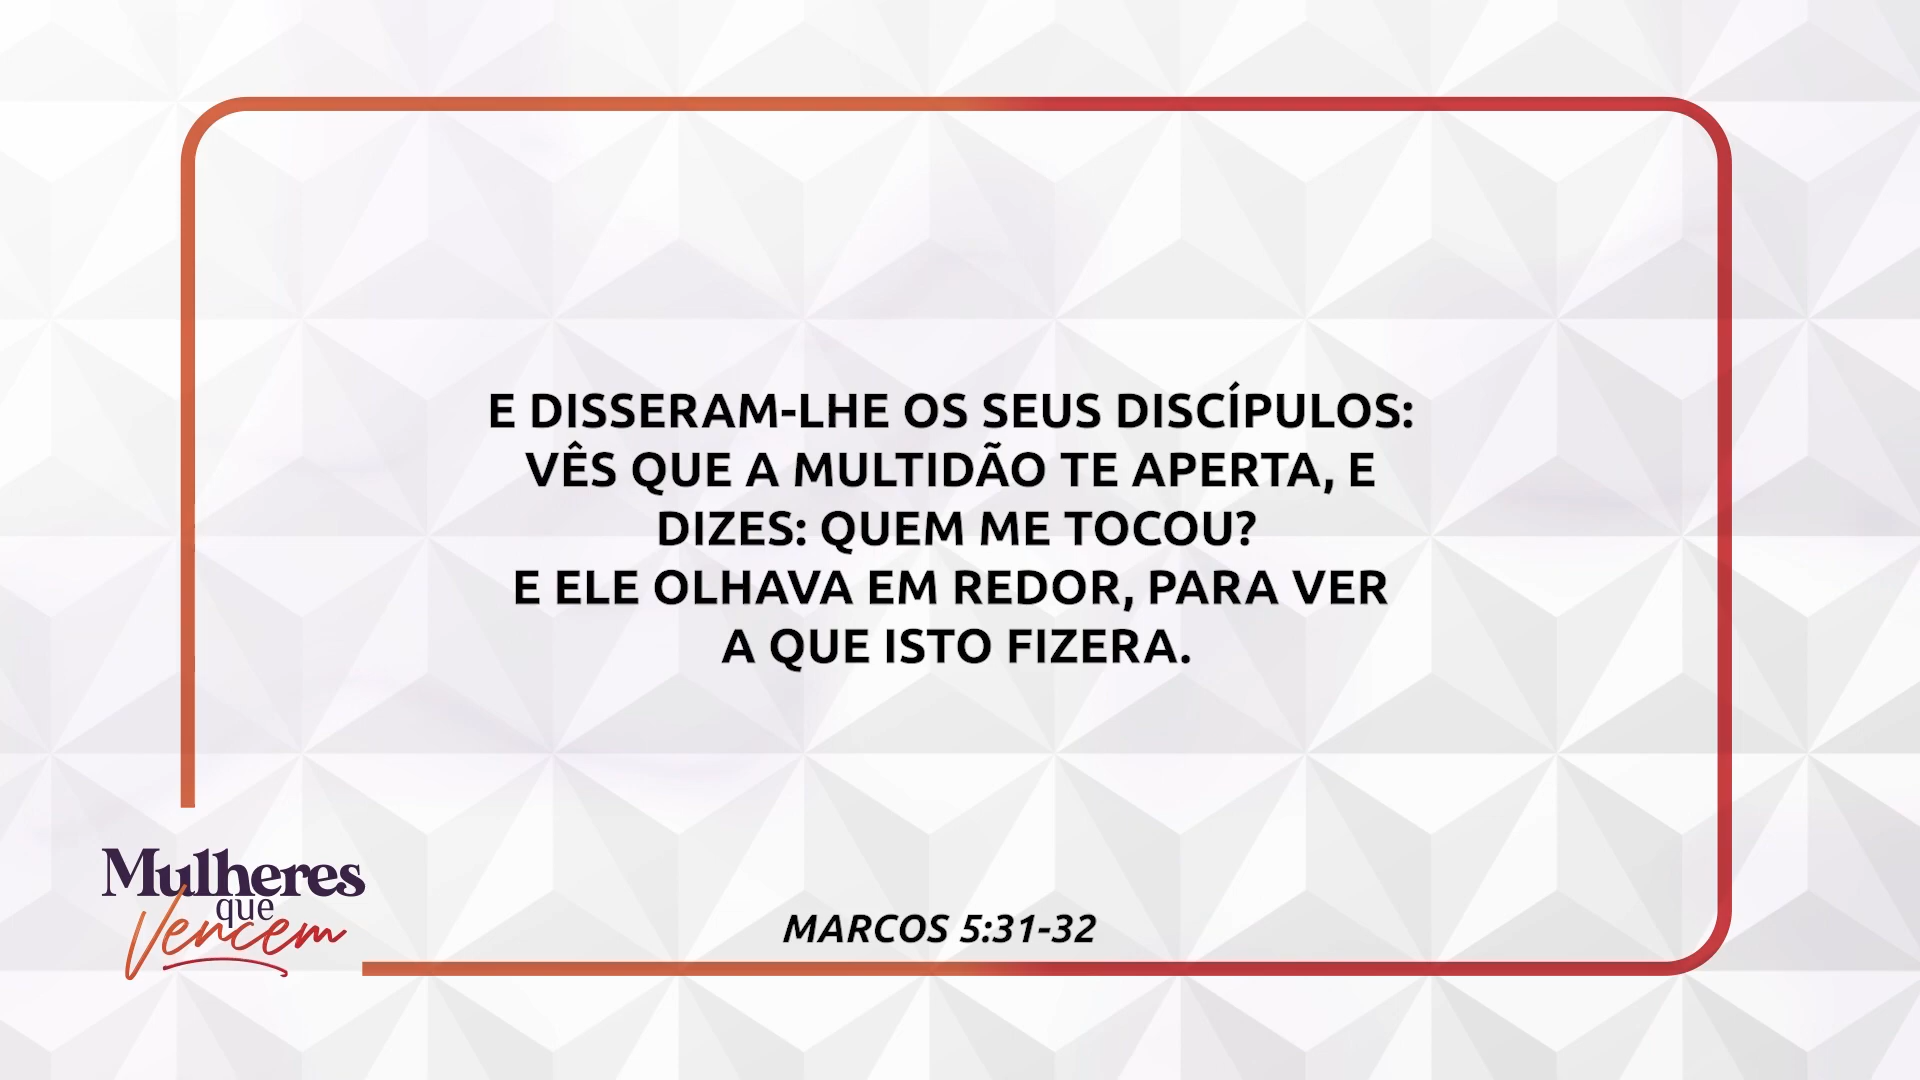 E DISSERAM-LHE OS SEUS DISCÍPULOS:
VÊS QUE A MULTIDÃO TE APERTA, E
DIZES: QUEM ME TOCOU?
E ELE OLHAVA EM REDOR, PARA VER
A QUE ISTO FIZERA.
Mulheres
que
Vencem
MARCOS 5:31-32